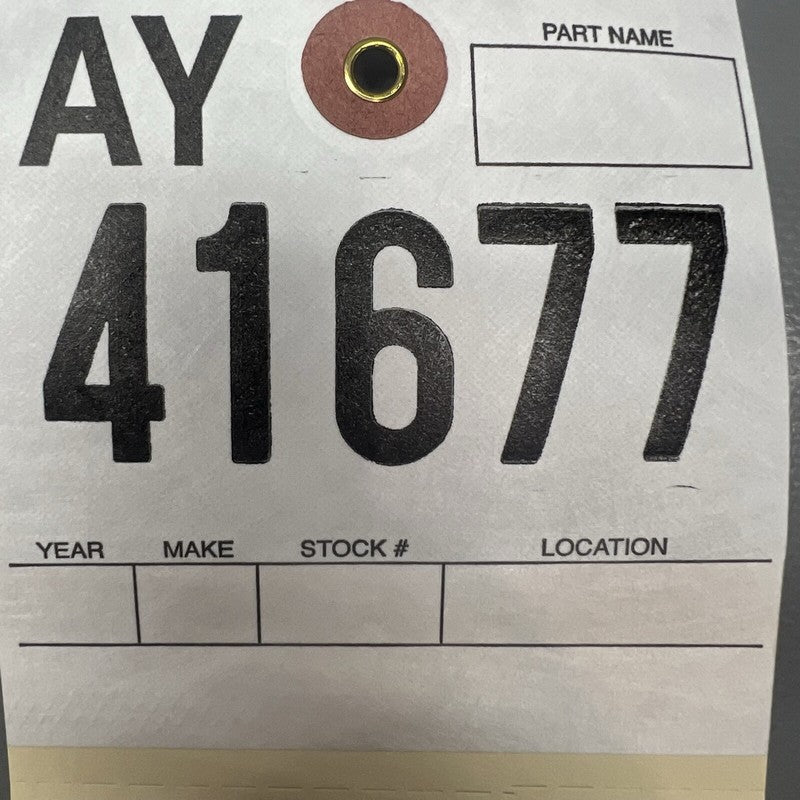 AY
PART NAME
41677
YEAR MAKE STOCK # LOCATION